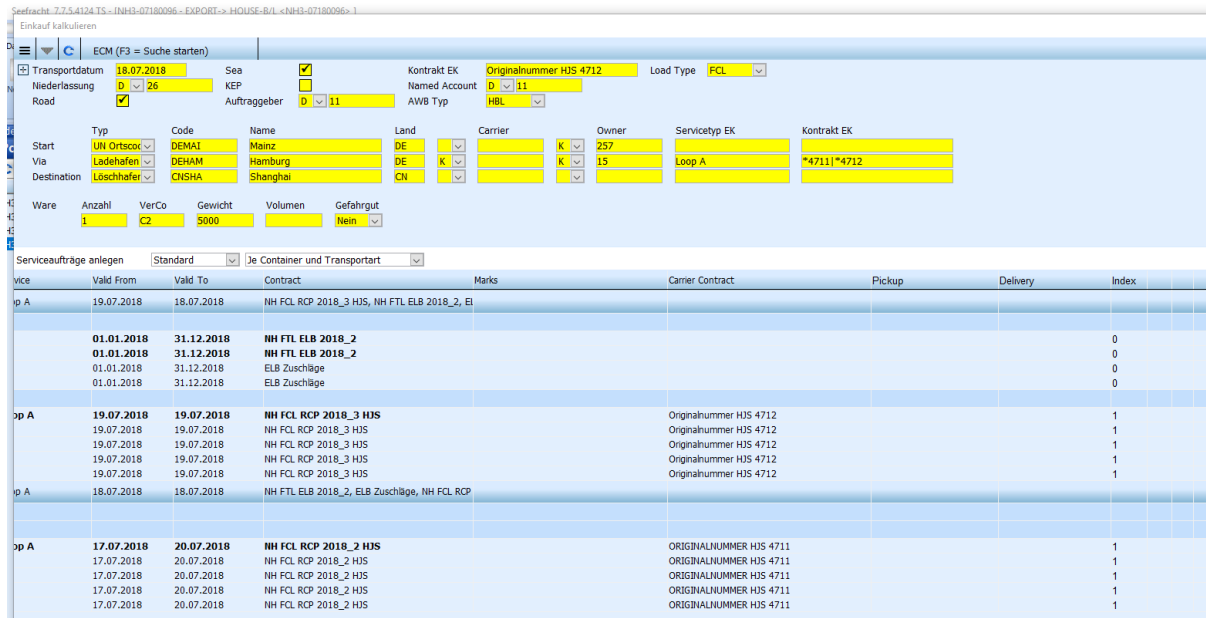 Seefracht 7.7.5.4124 TS - [NH3-07180096 - EXPORT-> HOUSE-B/L <NH3-07180096> ]
Einkauf kalkulieren
ECM (F3 = Suche starten)
Transportdatum 18.07.2018 Sea Kontrakt EK Originalnummer HJS 4712 Load Type FCL
Niederlassung D 26 KEP Named Account D 11
Road Auftraggeber D 11 AWB Typ HBL
Typ Code Name Land Carrier Owner Servicetyp EK Kontrakt EK
Start UN Ortscoc DEMAI Mainz DE K 257
Via Ladehafen DEHAM Hamburg DE K K 15 Loop A *4711|*4712
Destination Löschhafer CNSHA Shanghai CN
Ware Anzahl VerCo Gewicht Volumen Gefahrgut
1 C2 5000 Nein
Serviceaufträge anlegen Standard Je Container und Transportart
vice Valid From Valid To Contract Marks Carrier Contract Pickup Delivery Index
op A 19.07.2018 18.07.2018 NH FCL RCP 2018_3 HJS, NH FTL ELB 2018_2, EL
01.01.2018 31.12.2018 NH FTL ELB 2018_2 0
01.01.2018 31.12.2018 NH FTL ELB 2018_2 0
01.01.2018 31.12.2018 ELB Zuschläge 0
01.01.2018 31.12.2018 ELB Zuschläge 0
op A 19.07.2018 19.07.2018 NH FCL RCP 2018_3 HJS Originalnummer HJS 4712 1
19.07.2018 19.07.2018 NH FCL RCP 2018_3 HJS Originalnummer HJS 4712 1
19.07.2018 19.07.2018 NH FCL RCP 2018_3 HJS Originalnummer HJS 4712 1
19.07.2018 19.07.2018 NH FCL RCP 2018_3 HJS Originalnummer HJS 4712 1
19.07.2018 19.07.2018 NH FCL RCP 2018_3 HJS Originalnummer HJS 4712 1
op A 18.07.2018 18.07.2018 NH FTL ELB 2018_2, ELB Zuschläge, NH FCL RCP
op A 17.07.2018 20.07.2018 NH FCL RCP 2018_2 HJS ORIGINALNUMMER HJS 4711 1
17.07.2018 20.07.2018 NH FCL RCP 2018_2 HJS ORIGINALNUMMER HJS 4711 1
17.07.2018 20.07.2018 NH FCL RCP 2018_2 HJS ORIGINALNUMMER HJS 4711 1
17.07.2018 20.07.2018 NH FCL RCP 2018_2 HJS ORIGINALNUMMER HJS 4711 1
17.07.2018 20.07.2018 NH FCL RCP 2018_2 HJS ORIGINALNUMMER HJS 4711 1